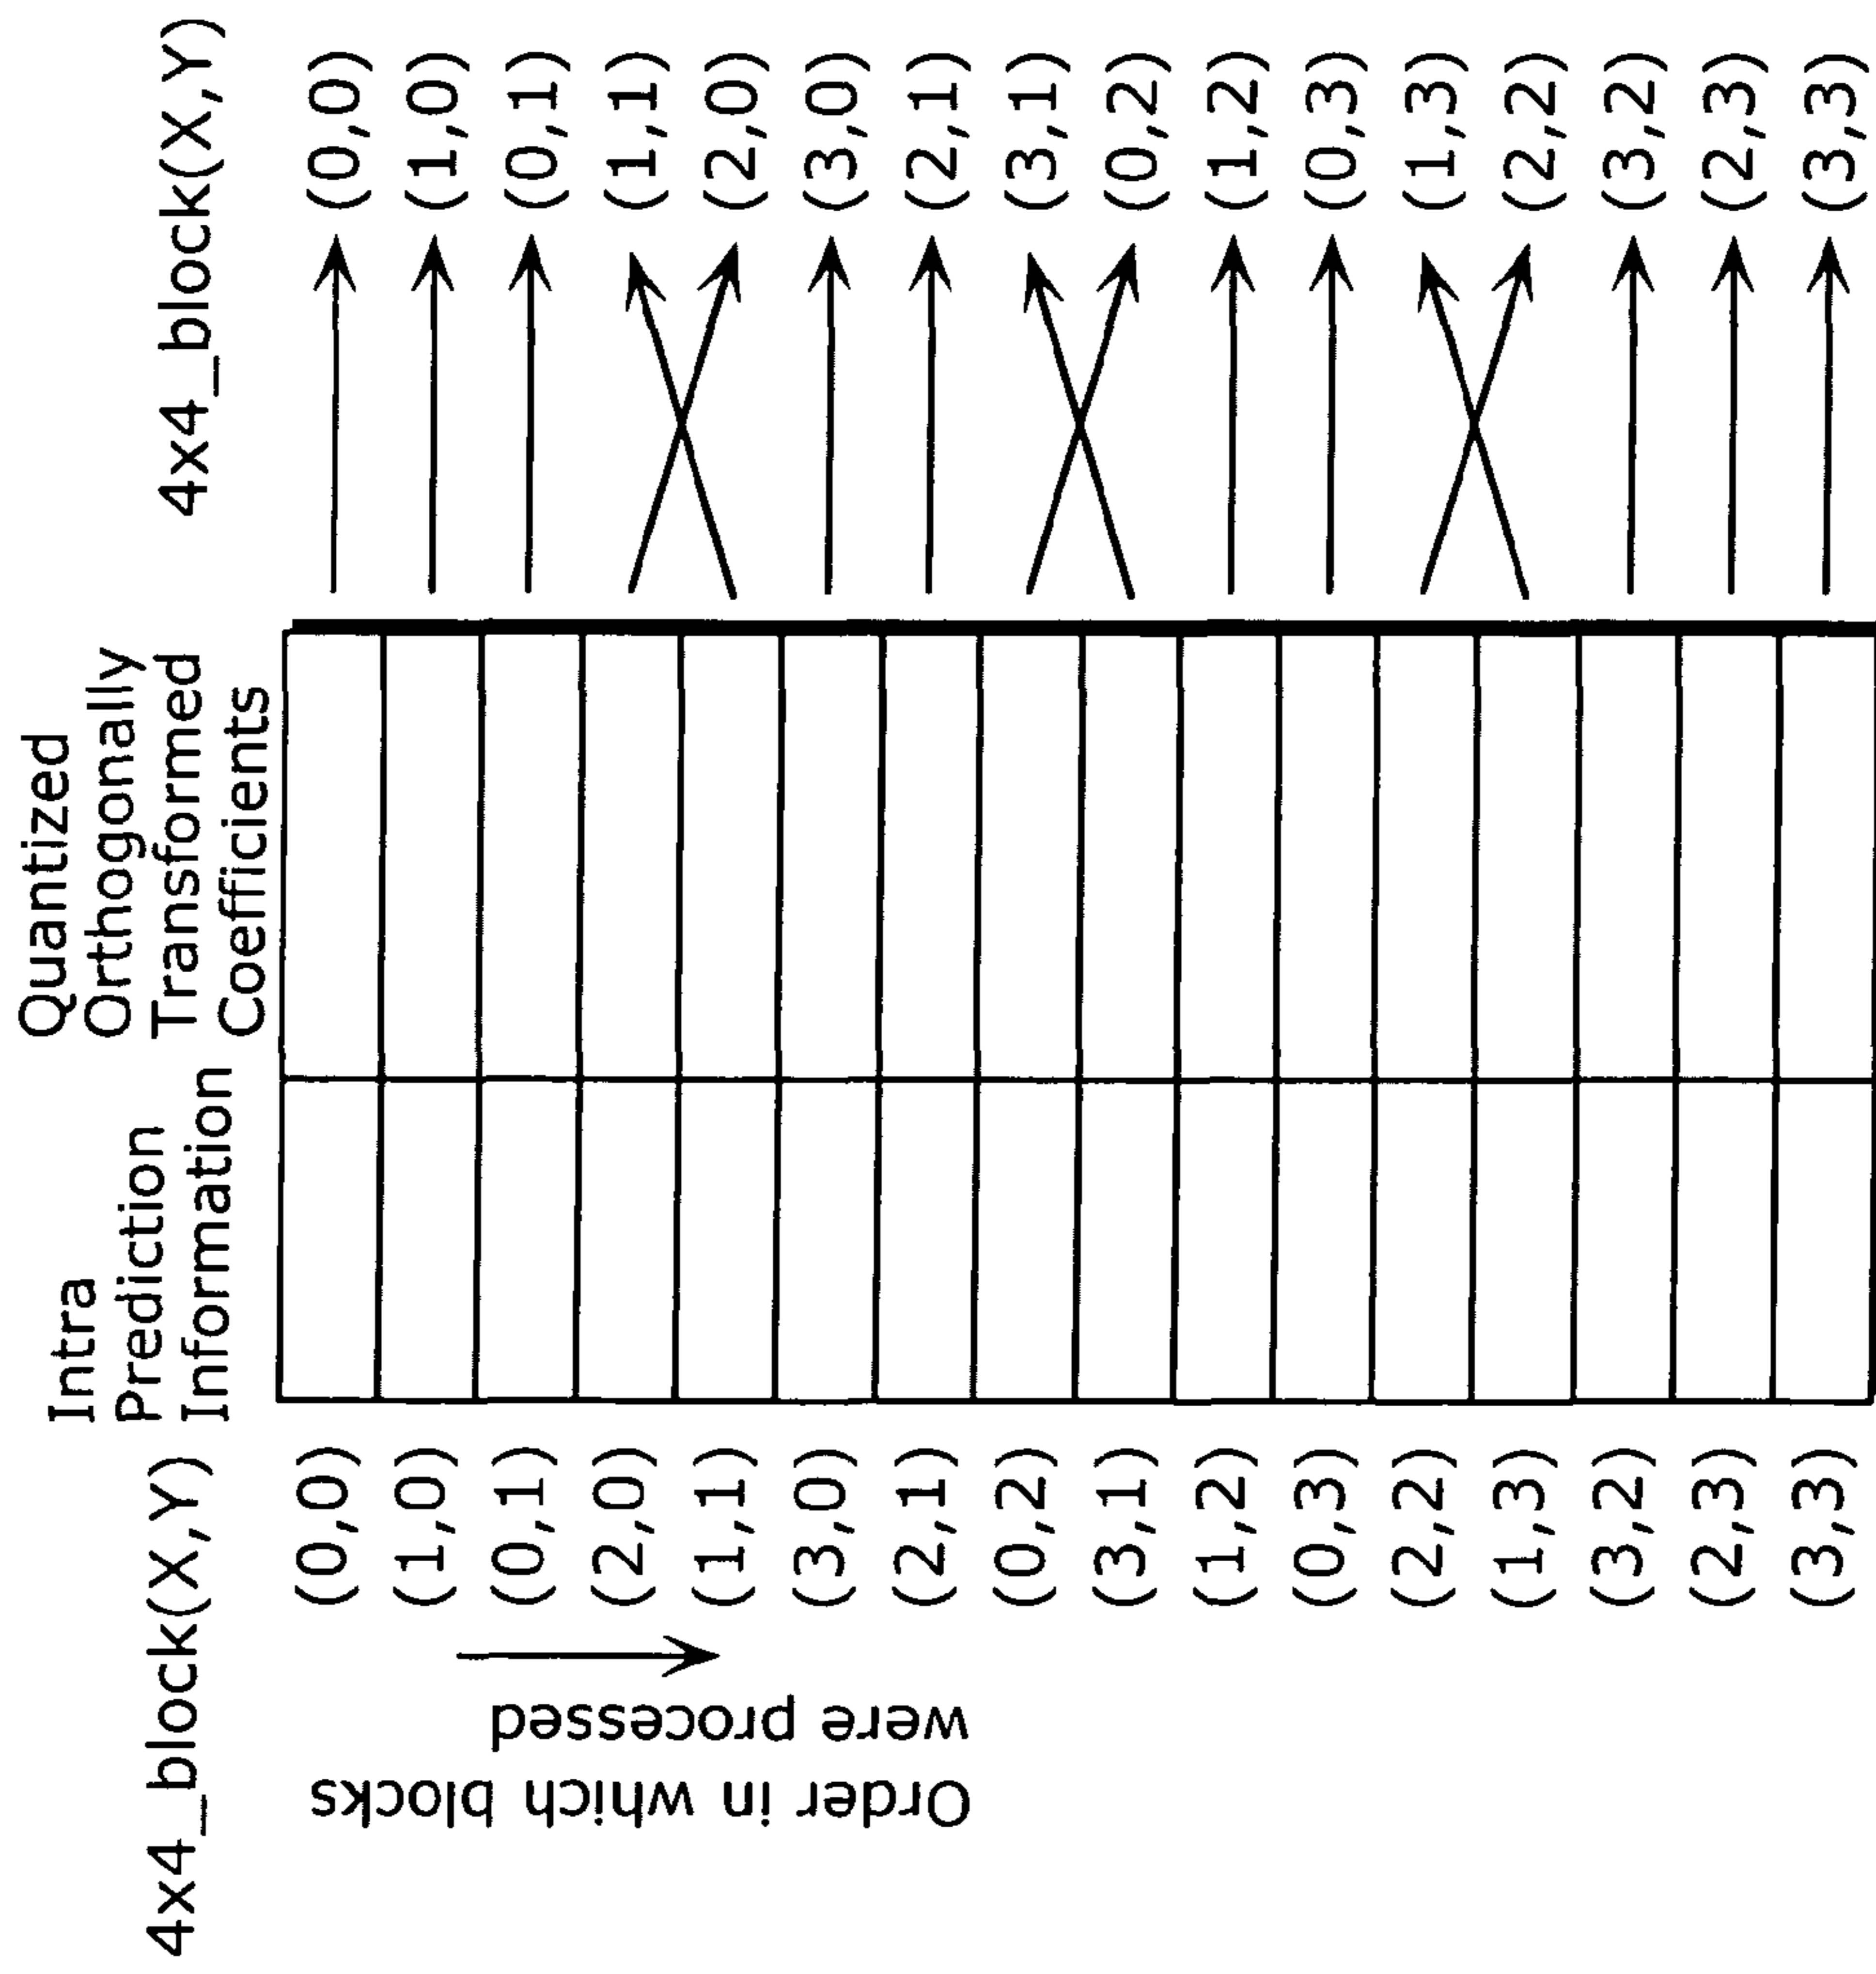 4x4_block(X,Y)
Intra
Prediction
Information
Quantized
Orthogonally
Transformed
Coefficients
4x4_block(X,Y)
Order in which blocks
were processed
(0,0) (0,0)
(1,0) (1,0)
(0,1) (0,1)
(2,0) (1,1)
(1,1) (2,0)
(3,0) (3,0)
(2,1) (2,1)
(0,2) (3,1)
(3,1) (0,2)
(1,2) (1,2)
(0,3) (0,3)
(2,2) (1,3)
(1,3) (2,2)
(3,2) (3,2)
(2,3) (2,3)
(3,3) (3,3)